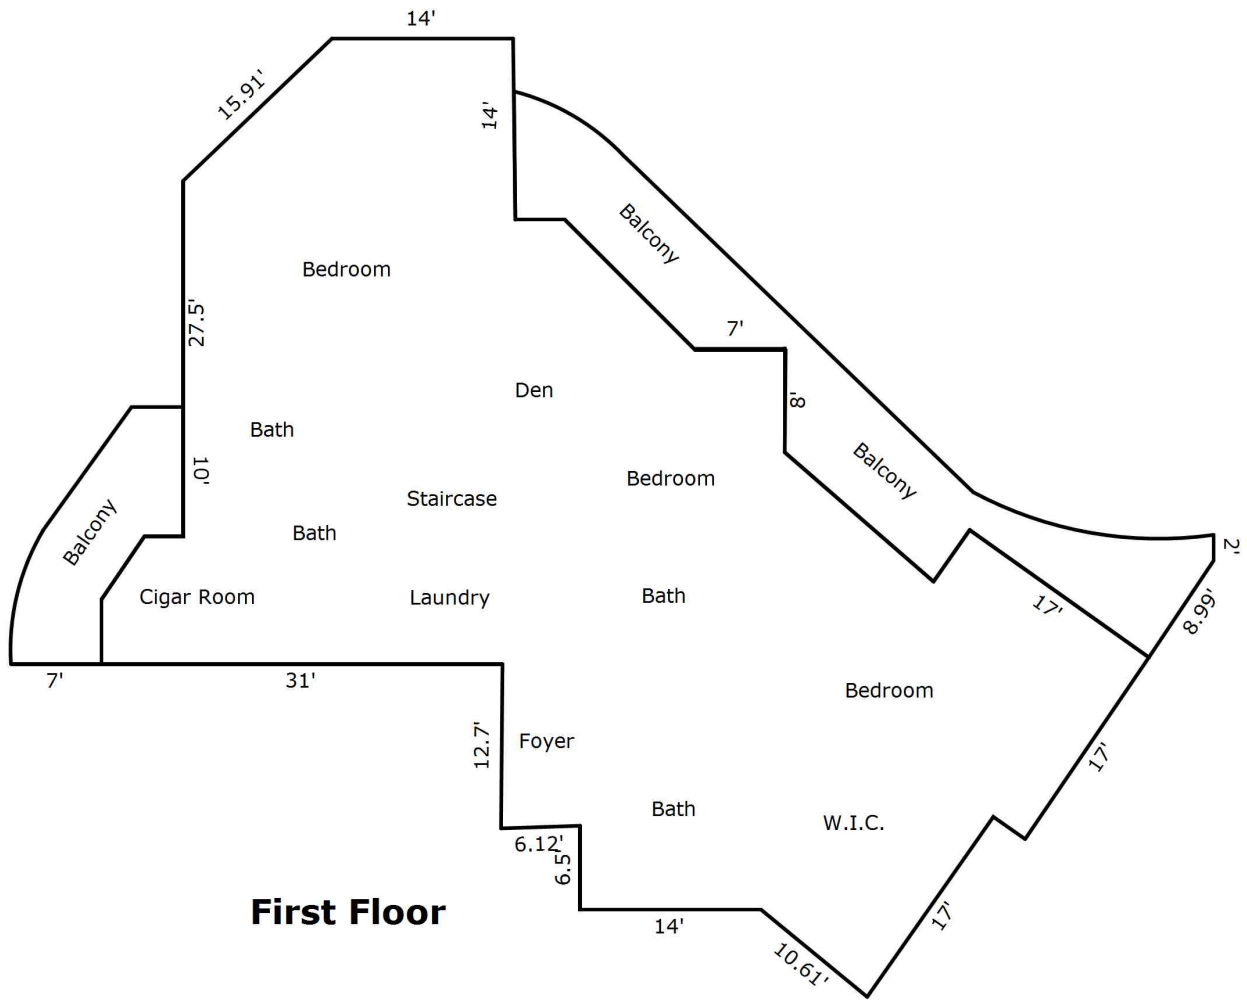 14'
15.91'
14'
Balcony
Bedroom
27.5'
7'
Den
8'
Bath
10'
Bedroom
Balcony
Staircase
Balcony
Bath
2'
Cigar Room
Laundry
Bath
17'
8.99'
7'
31'
Bedroom
12.7'
Foyer
17'
Bath
W.I.C.
6.12'
6.5'
First Floor
14'
17'
10.61'